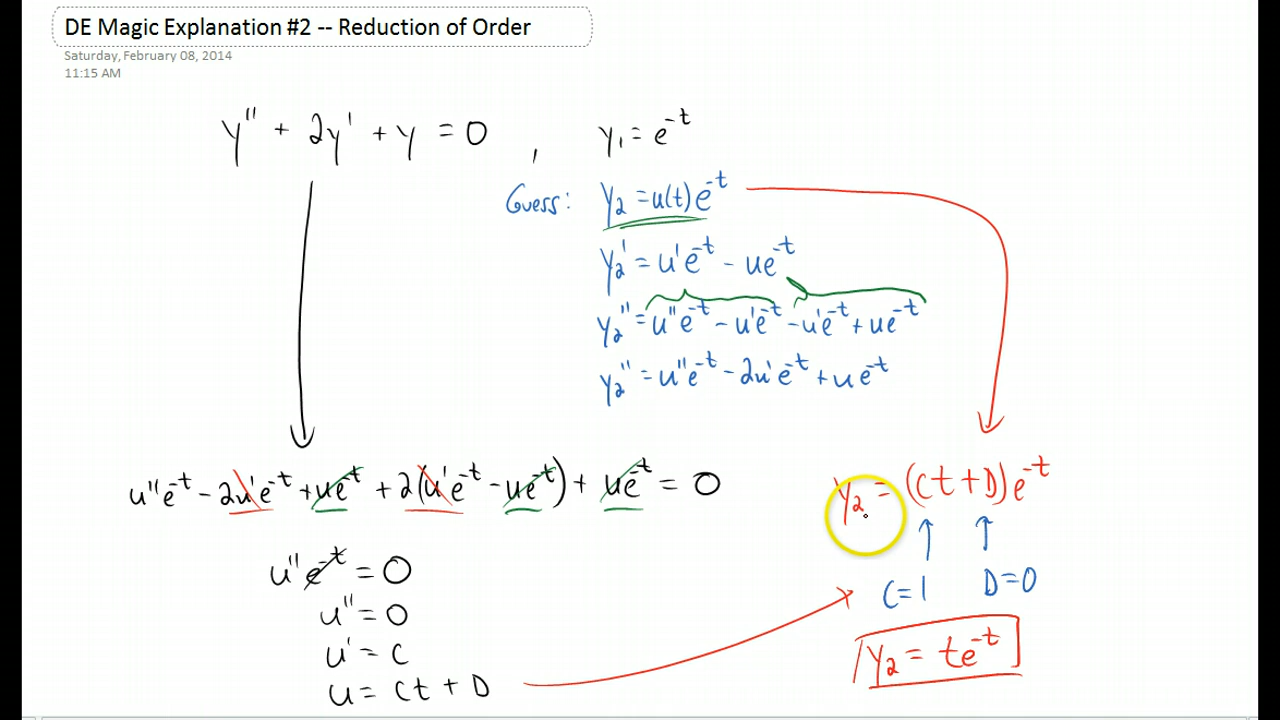 DE Magic Explanation #2 -- Reduction of Order
Saturday, February 08, 2014
11:15 AM
y'' + 2y' + y = 0 , y₁ = e^-t
Guess: y₂ = u(t)e^-t
y₂' = u'e^-t - ue^-t
y₂'' = u''e^-t - u'e^-t - u'e^-t + ue^-t
y₂'' = u''e^-t - 2u'e^-t + ue^-t
u''e^-t - 2u'e^-t + ue^-t + 2(u'e^-t - ue^-t) + ue^-t = 0
u''e^-t = 0
u'' = 0
u' = C
u = Ct + D
y₂ = (Ct + D)e^-t
C=1 D=0
y₂ = te^-t